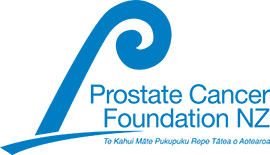 Prostate Cancer
Foundation NZ
Te Kahui Māte Pukupuku Repe Tātea o Aotearoa